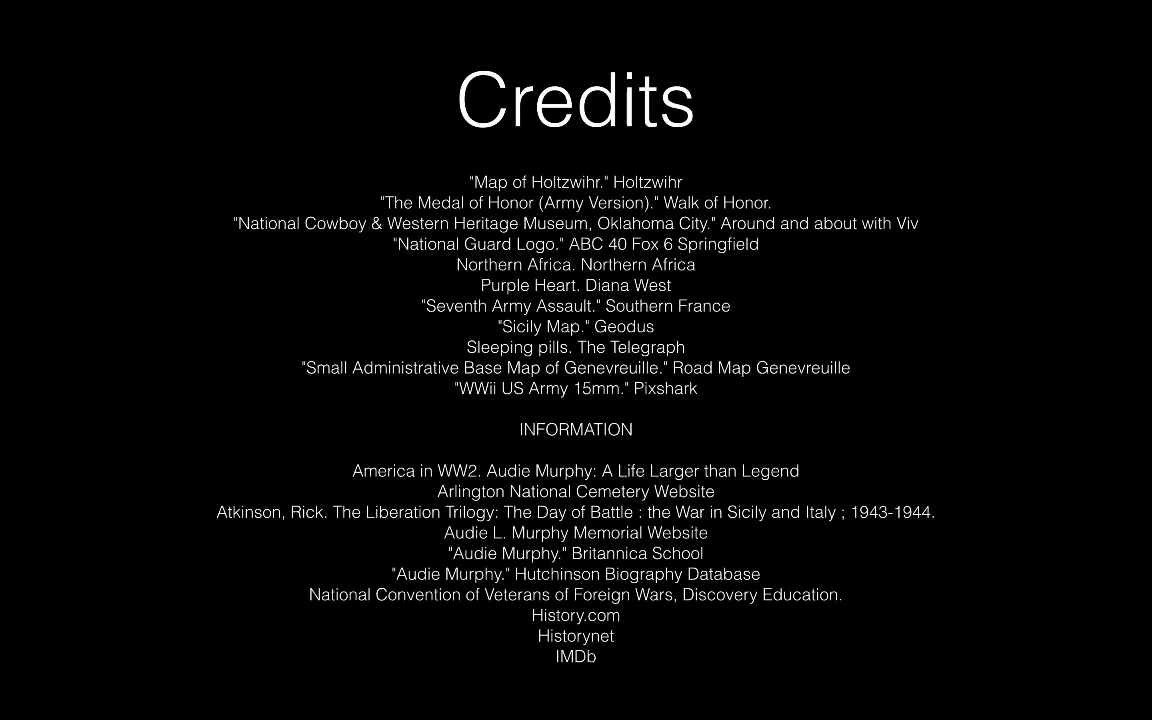 Credits
"Map of Holtzwihr." Holtzwihr
"The Medal of Honor (Army Version)." Walk of Honor.
"National Cowboy & Western Heritage Museum, Oklahoma City." Around and about with Viv
"National Guard Logo." ABC 40 Fox 6 Springfield
Northern Africa. Northern Africa
Purple Heart. Diana West
"Seventh Army Assault." Southern France
"Sicily Map." Geodus
Sleeping pills. The Telegraph
"Small Administrative Base Map of Genevreuille." Road Map Genevreuille
"WWii US Army 15mm." Pixshark
INFORMATION
America in WW2. Audie Murphy: A Life Larger than Legend
Arlington National Cemetery Website
Atkinson, Rick. The Liberation Trilogy: The Day of Battle : the War in Sicily and Italy ; 1943-1944.
Audie L. Murphy Memorial Website
"Audie Murphy." Britannica School
"Audie Murphy." Hutchinson Biography Database
National Convention of Veterans of Foreign Wars, Discovery Education.
History.com
Historynet
IMDb